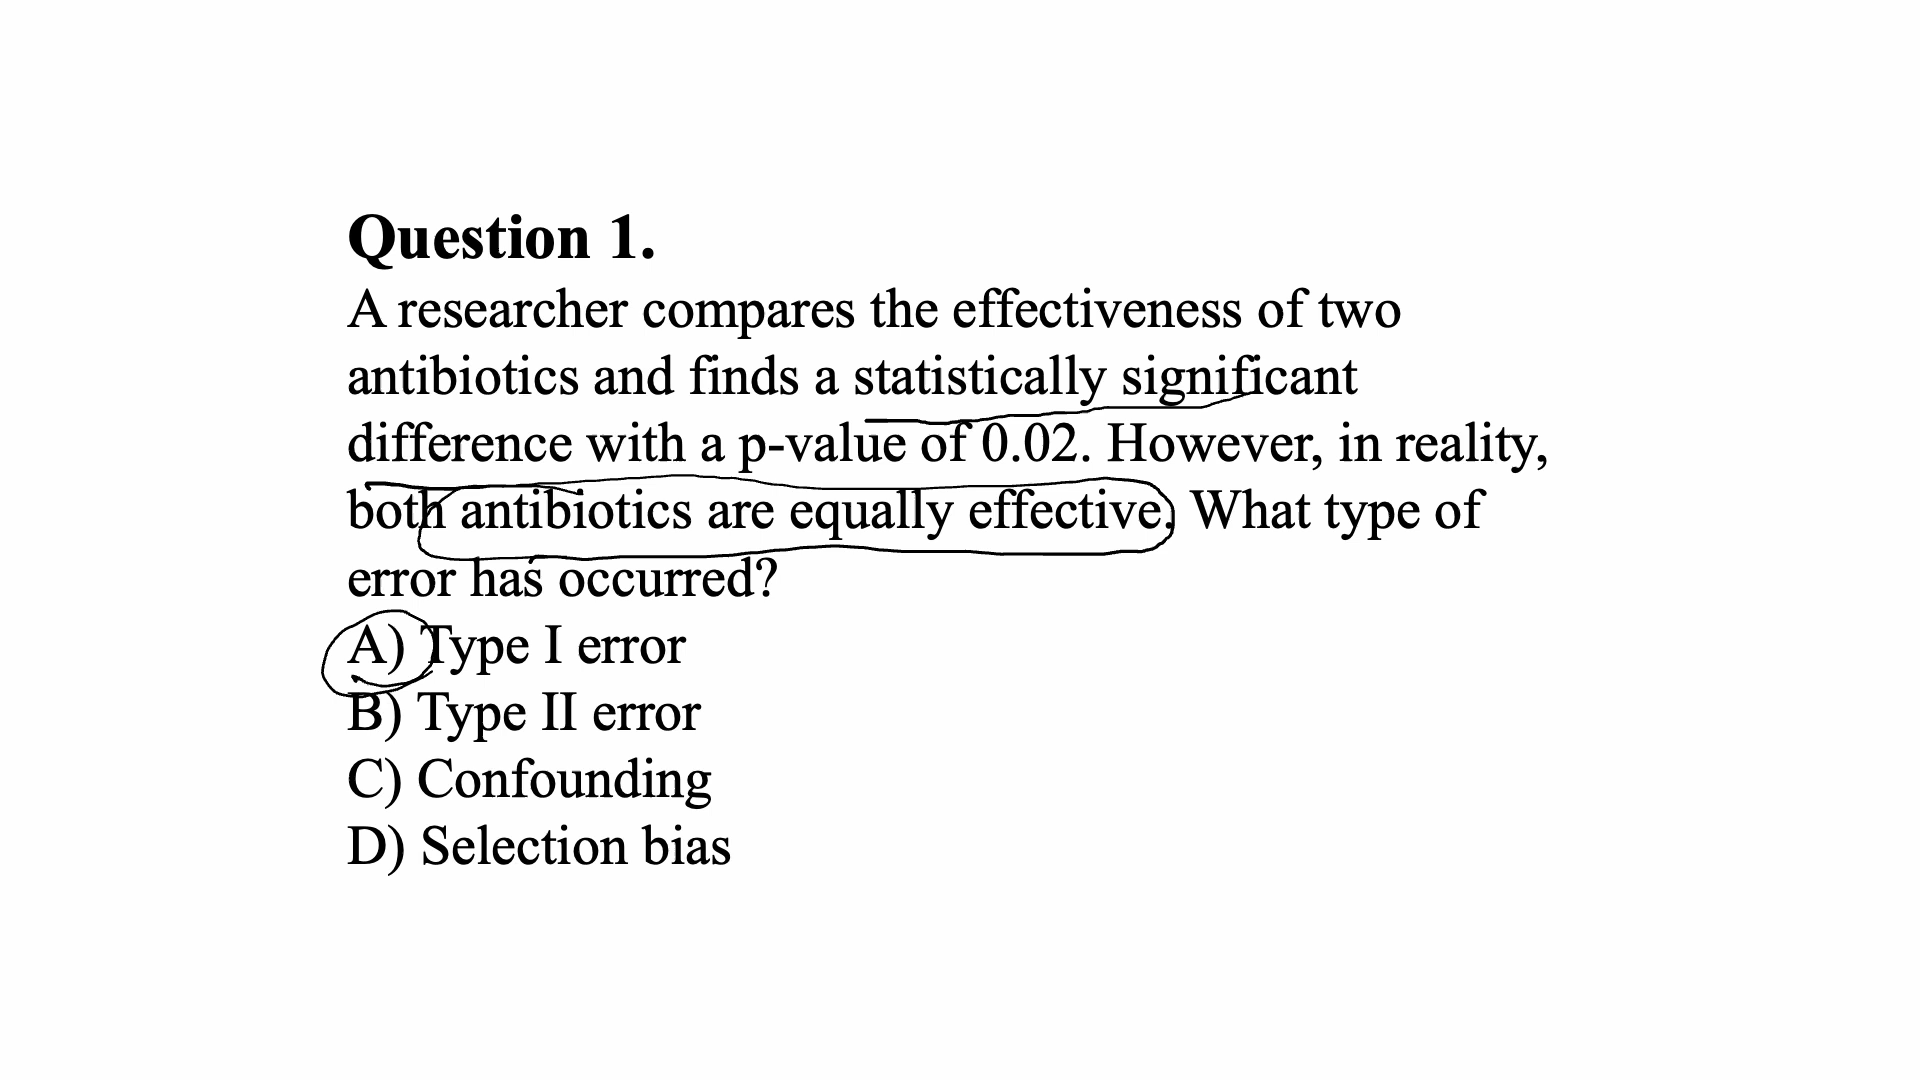 Question 1.
A researcher compares the effectiveness of two
antibiotics and finds a statistically significant
difference with a p-value of 0.02. However, in reality,
both antibiotics are equally effective. What type of
error has occurred?
A) Type I error
B) Type II error
C) Confounding
D) Selection bias